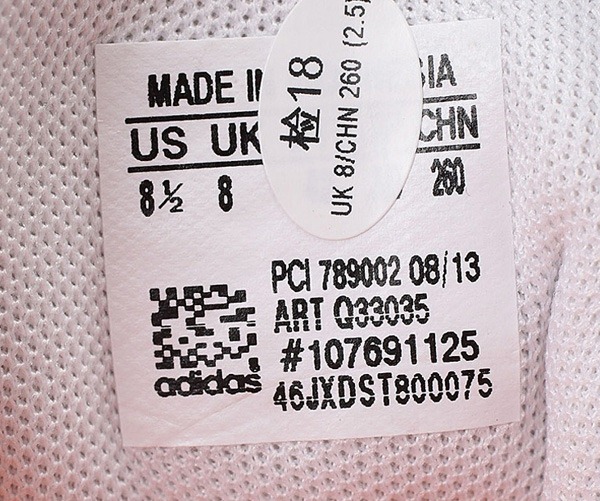 MADE IN
US UK CHN
8½ 8 260
检18
UK 8/CHN 260 (2.5)
PCI 789002 08/13
ART Q33035
#107691125
46JXDST800075
adidas®